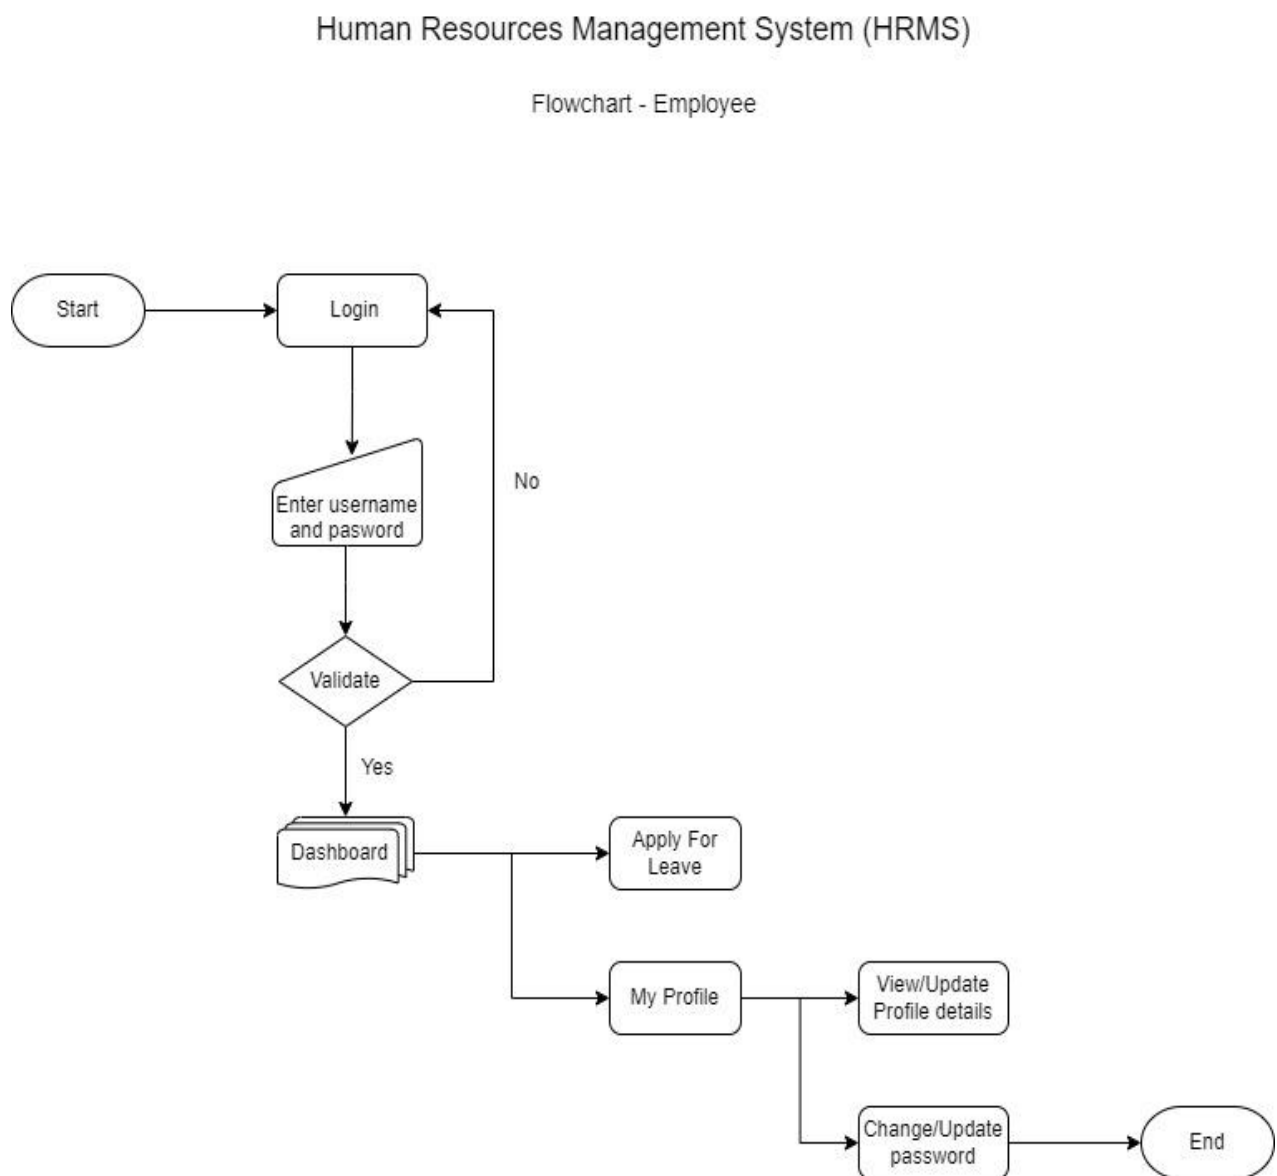 Human Resources Management System (HRMS)
Flowchart - Employee
Start
Login
No
Enter username
and pasword
Validate
Yes
Dashboard
Apply For
Leave
My Profile
View/Update
Profile details
Change/Update
password
End